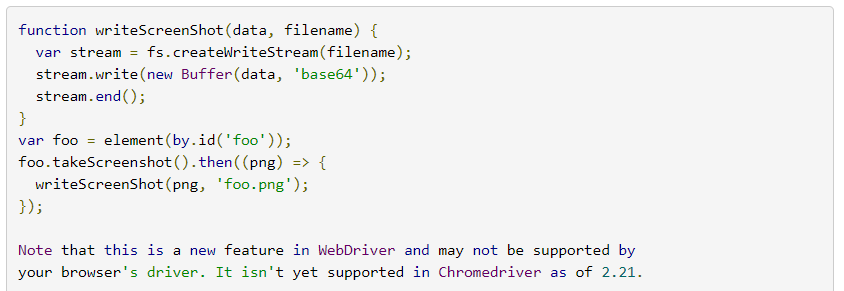 function writeScreenShot(data, filename) {
  var stream = fs.createWriteStream(filename);
  stream.write(new Buffer(data, 'base64'));
  stream.end();
}
var foo = element(by.id('foo'));
foo.takeScreenshot().then((png) => {
  writeScreenShot(png, 'foo.png');
});

Note that this is a new feature in WebDriver and may not be supported by
your browser's driver. It isn't yet supported in Chromedriver as of 2.21.